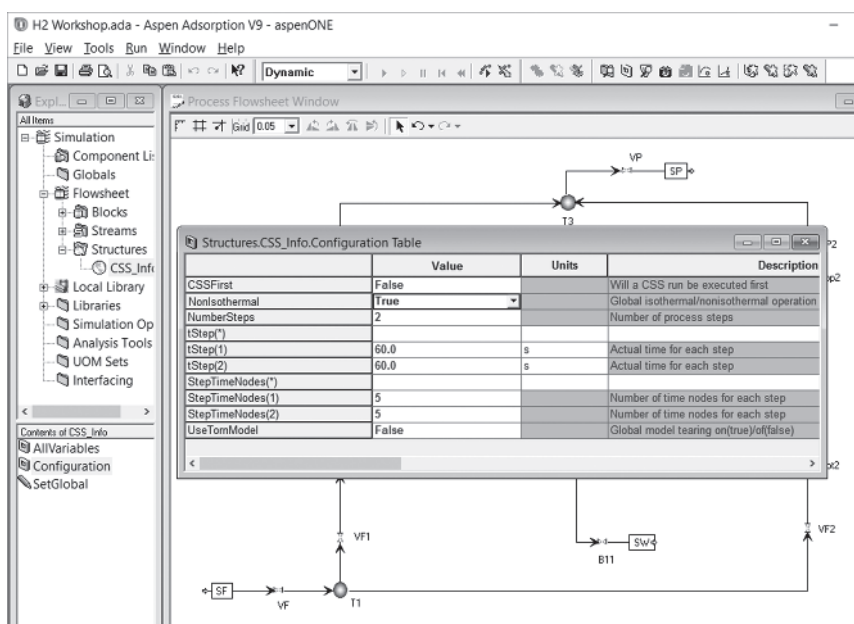 H2 Workshop.ada - Aspen Adsorption V9 - aspenONE
File View Tools Run Window Help
Dynamic
Expl...
Process Flowsheet Window
All Items
Grid 0.05
Simulation
Component Li
Globals
Flowsheet
Blocks
Streams
Structures
CSS_Info
Local Library
Libraries
Simulation Op
Analysis Tools
UOM Sets
Interfacing
Contents of CSS_Info
AllVariables
Configuration
SetGlobal
VP
SP
T3
P2
p2
Structures.CSS_Info.Configuration Table
Value Units Description
CSSFirst False Will a CSS run be executed first
NonIsothermal True Global isothermal/nonisothermal operation
NumberSteps 2 Number of process steps
tStep(*)
tStep(1) 60.0 s Actual time for each step
tStep(2) 60.0 s Actual time for each step
StepTimeNodes(*)
StepTimeNodes(1) 5 Number of time nodes for each step
StepTimeNodes(2) 5 Number of time nodes for each step
UseTornModel False Global model tearing on(true)/of(false)
VF1
SW
B11
VF2
SF
VF
T1